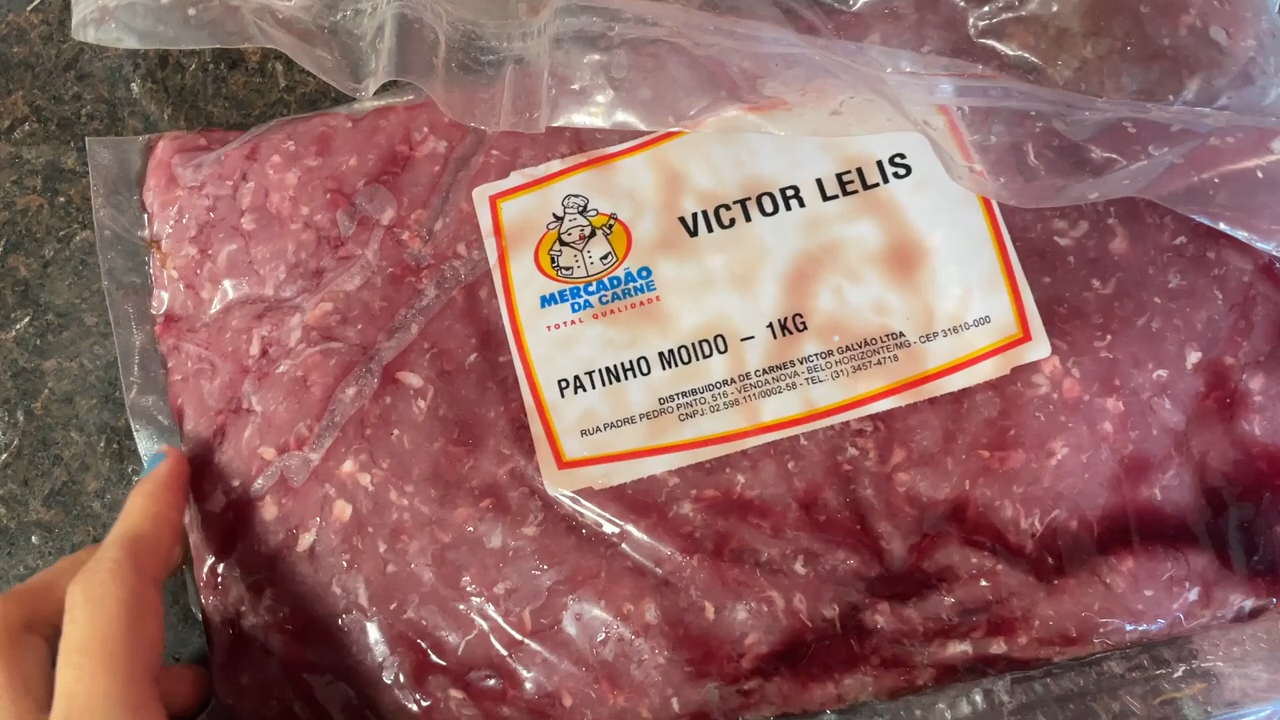 VICTOR LELIS
MERCADÃO
DA CARNE
TOTAL QUALIDADE
PATINHO MOIDO – 1KG
DISTRIBUIDORA DE CARNES VICTOR GALVÃO LTDA
RUA PADRE PEDRO PINTO, 516 - VENDA NOVA - BELO HORIZONTE/MG - CEP 31610-000
CNPJ: 02.598.111/0002-58 - TEL.: (31) 3457-4718